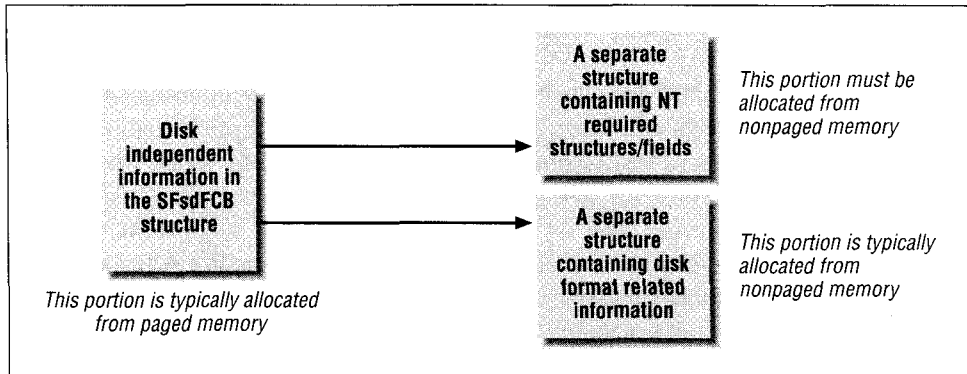 Disk
independent
information in
the SFsdFCB
structure
This portion is typically allocated
from paged memory
A separate
structure
containing NT
required
structures/fields
This portion must be
allocated from
nonpaged memory
A separate
structure
containing disk
format related
information
This portion is typically
allocated from
nonpaged memory